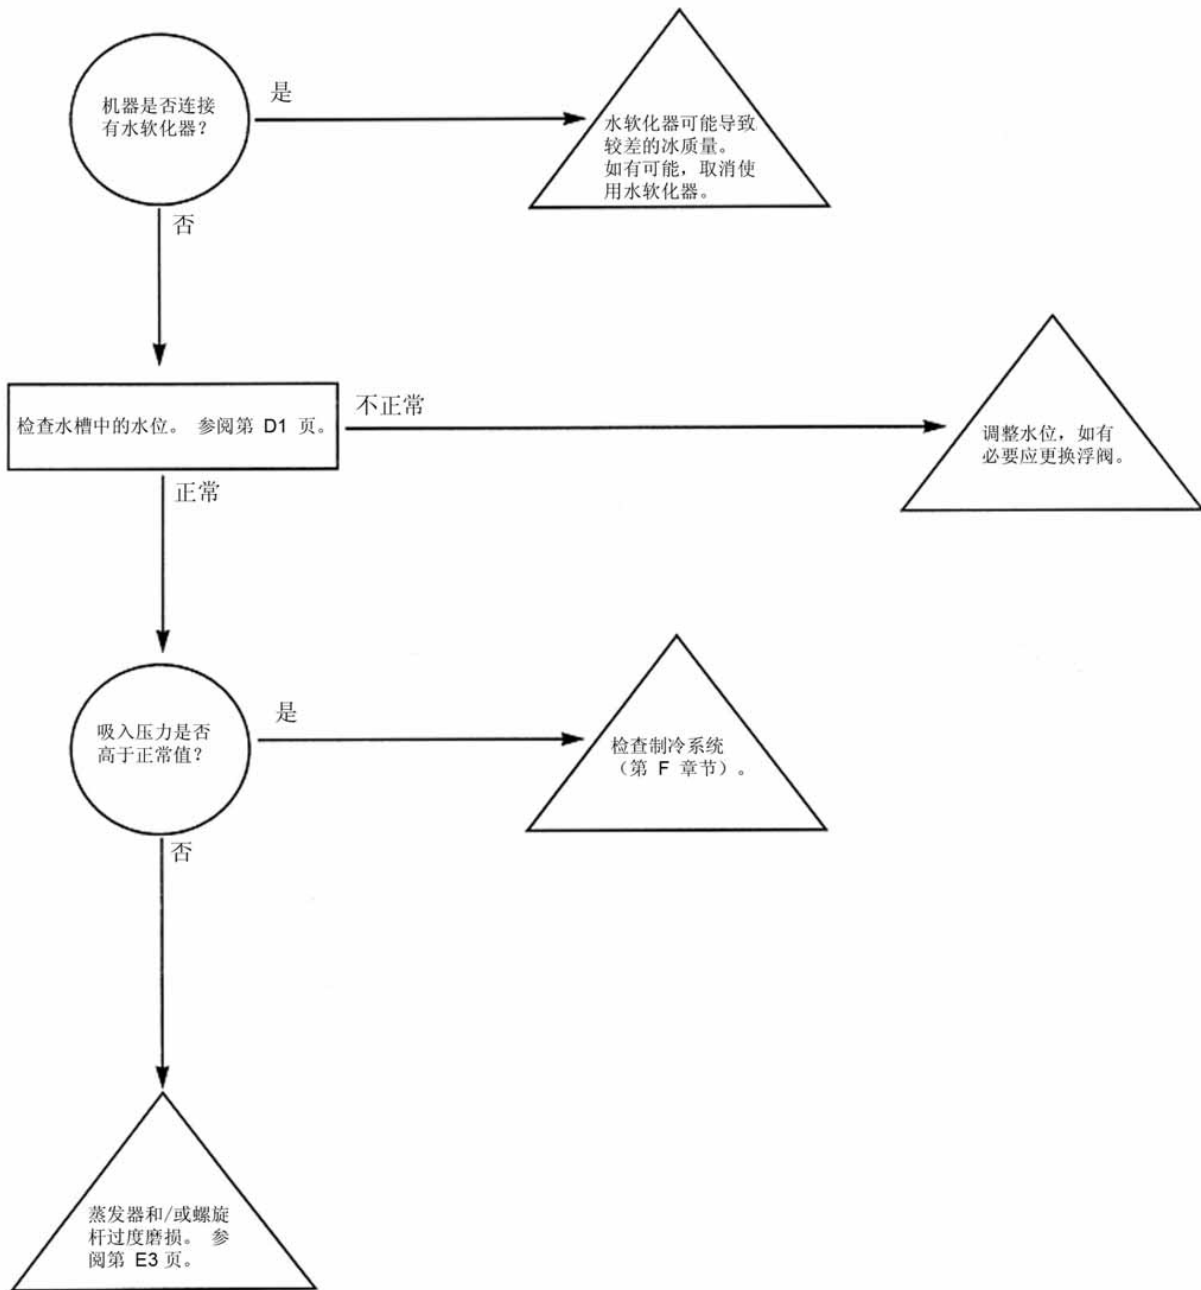 机器是否连接
有水软化器？
是
水软化器可能导致
较差的冰质量。
如有可能，取消使
用水软化器。
否
检查水槽中的水位。 参阅第 D1 页。
不正常
调整水位，如有
必要应更换浮阀。
正常
吸入压力是否
高于正常值？
是
检查制冷系统
（第 F 章节）。
否
蒸发器和/或螺旋
杆过度磨损。 参
阅第 E3 页。